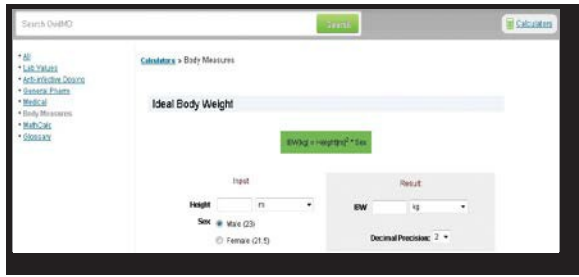 Search OvidMD
Search
Calculators
• All
• Lab Values
• Anti-infective Dosing
• General Pharm
• Medical
• Body Measures
• MathCalc
• Glossary
Calculators > Body Measures
Ideal Body Weight
IBW(kg) = Height(m)² * Sex
Input
Height
m
Sex
Male (23)
Female (21.5)
Result
IBW
kg
Decimal Precision: 2